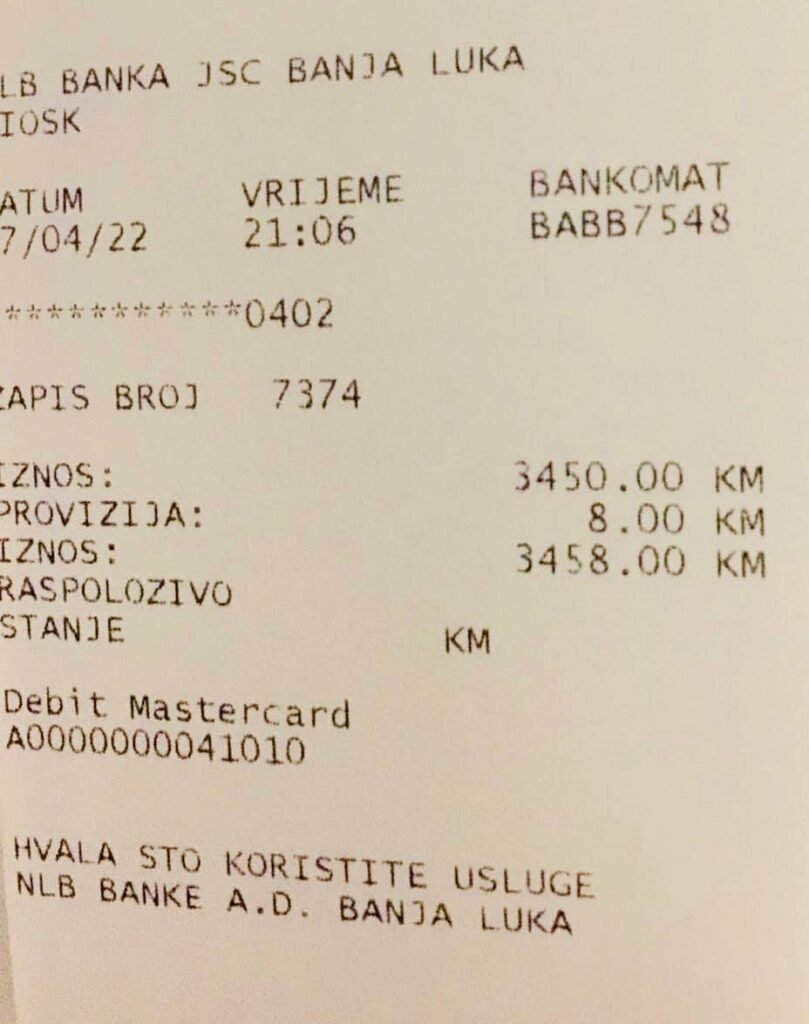 LB BANKA JSC BANJA LUKA
IOSK
ATUM VRIJEME BANKOMAT
7/04/22 21:06 BABB7548
***********0402
ZAPIS BROJ 7374
IZNOS: 3450.00 KM
PROVIZIJA: 8.00 KM
IZNOS: 3458.00 KM
RASPOLOZIVO
STANJE KM
Debit Mastercard
A0000000041010
HVALA STO KORISTITE USLUGE
NLB BANKE A.D. BANJA LUKA